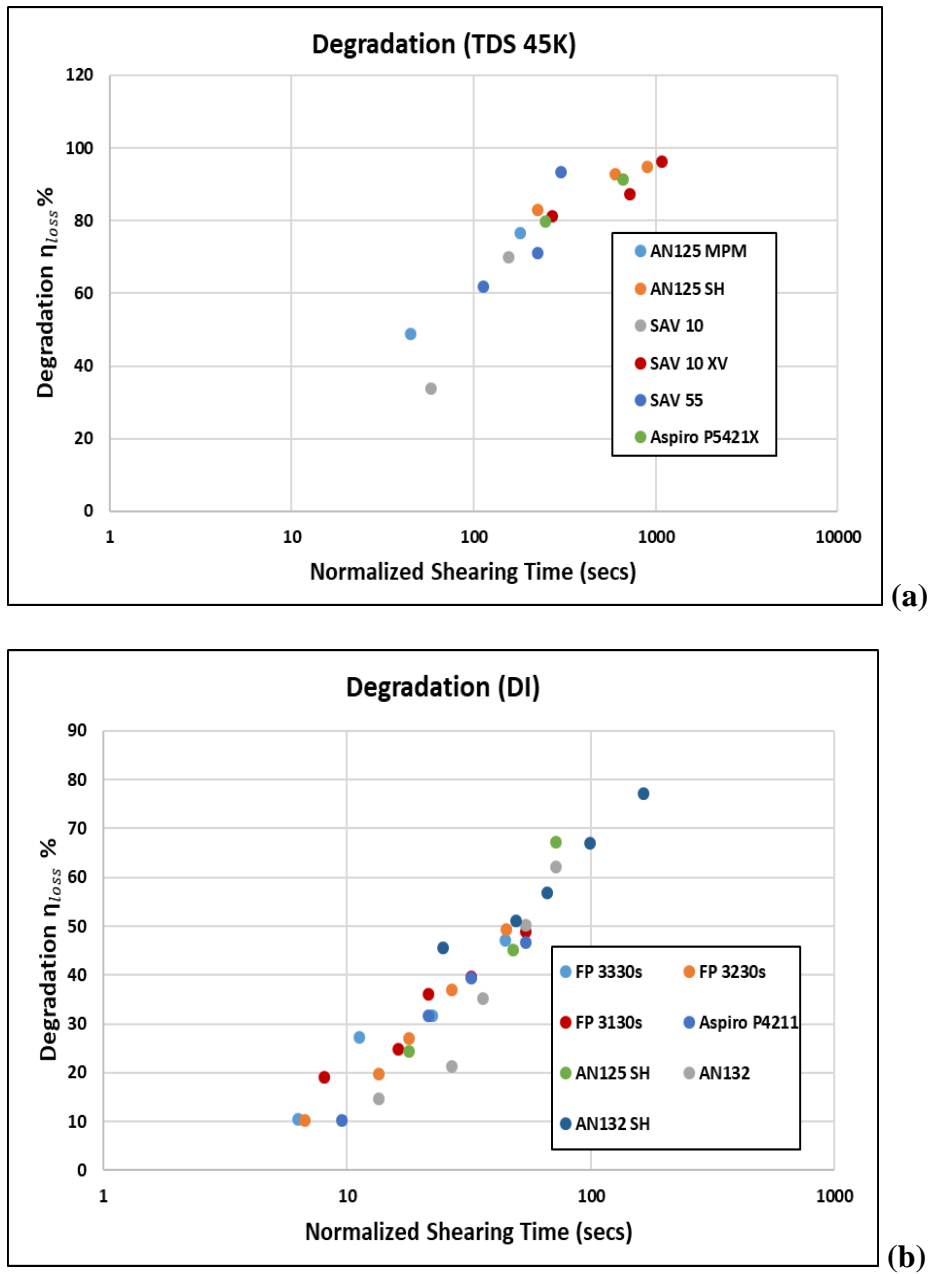 Degradation (TDS 45K)
120
100
80
60
40
20
0
Degradation η𝑙𝑜𝑠𝑠%
1 10 100 1000 10000
Normalized Shearing Time (secs)
AN125 MPM
AN125 SH
SAV 10
SAV 10 XV
SAV 55
Aspiro P5421X
(a)
Degradation (DI)
90
80
70
60
50
40
30
20
10
0
Degradation η𝑙𝑜𝑠𝑠 %
1 10 100 1000
Normalized Shearing Time (secs)
FP 3330s FP 3230s
FP 3130s Aspiro P4211
AN125 SH AN132
AN132 SH
(b)